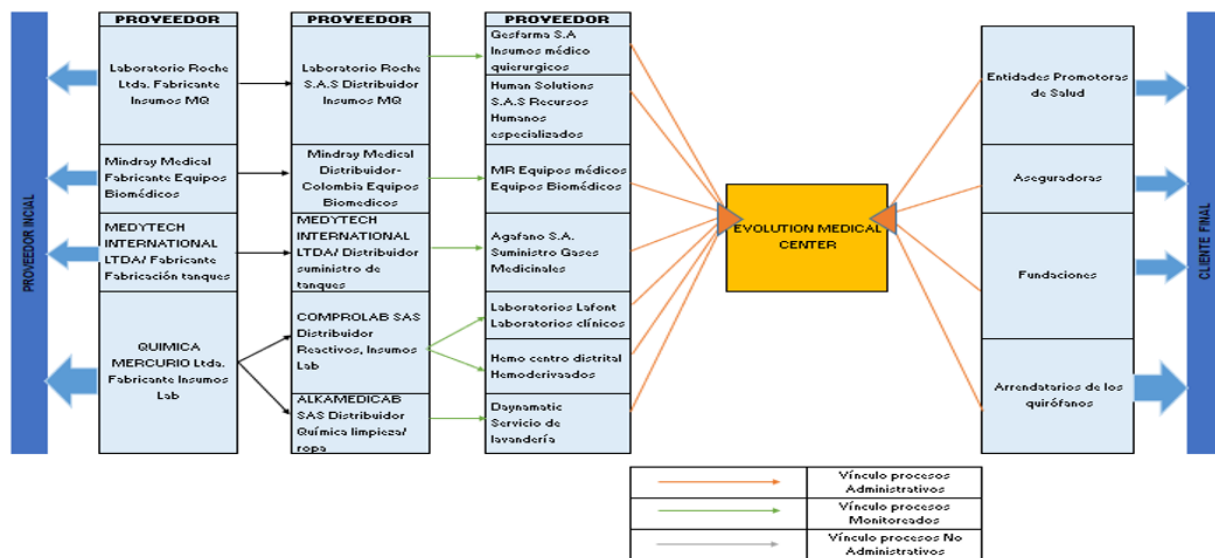 PROVEEDOR INCIAL
PROVEEDOR
Laboratorio Roche
Ltda. Fabricante
Insumos MQ
Mindray Medical
Fabricante Equipos
Biomédicos
MEDYTECH
INTERNATIONAL
LTDA/ Fabricante
Fabricación tanques
QUIMICA
MERCURIO Ltda.
Fabricante Insumos
Lab
PROVEEDOR
Laboratorio Roche
S.A.S Distribuidor
Insumos MQ
Mindray Medical
Distribuidor-
Colombia Equipos
Biomedicos
MEDYTECH
INTERNATIONAL
LTDA/ Distribuidor
suministro de
tanques
COMPROLAB SAS
Distribuidor
Reactivos, Insumos
Lab
ALKAMEDICAB
SAS Distribuidor
Química limpieza/
ropa
PROVEEDOR
Gesfarma S.A
Insumos médico
quierurgicos
Human Solutions
S.A.S Recursos
Humanos
especializados
MR Equipos médicos
Equipos Biomédicos
Agafano S.A.
Suministro Gases
Medicinales
Laboratorios Lafont
Laboratorios clínicos
Hemo centro distrital
Hemoderivaados
Daynamatic
Servicio de
lavandería
EVOLUTION MEDICAL
CENTER
Entidades Promotoras
de Salud
Aseguradoras
Fundaciones
Arrendatarios de los
quirófanos
CLIENTE FINAL
Vínculo procesos
Administrativos
Vínculo procesos
Monitoreados
Vínculo procesos No
Administrativos